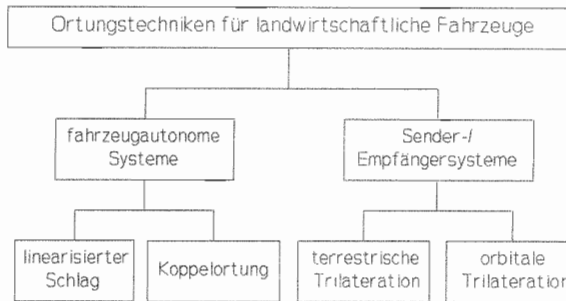 Ortungstechniken für landwirtschaftliche Fahrzeuge
fahrzeugautonome
Systeme
Sender-/
Empfängersysteme
linearisierter
Schlag
Koppelortung
terrestrische
Trilateration
orbitale
Trilateration